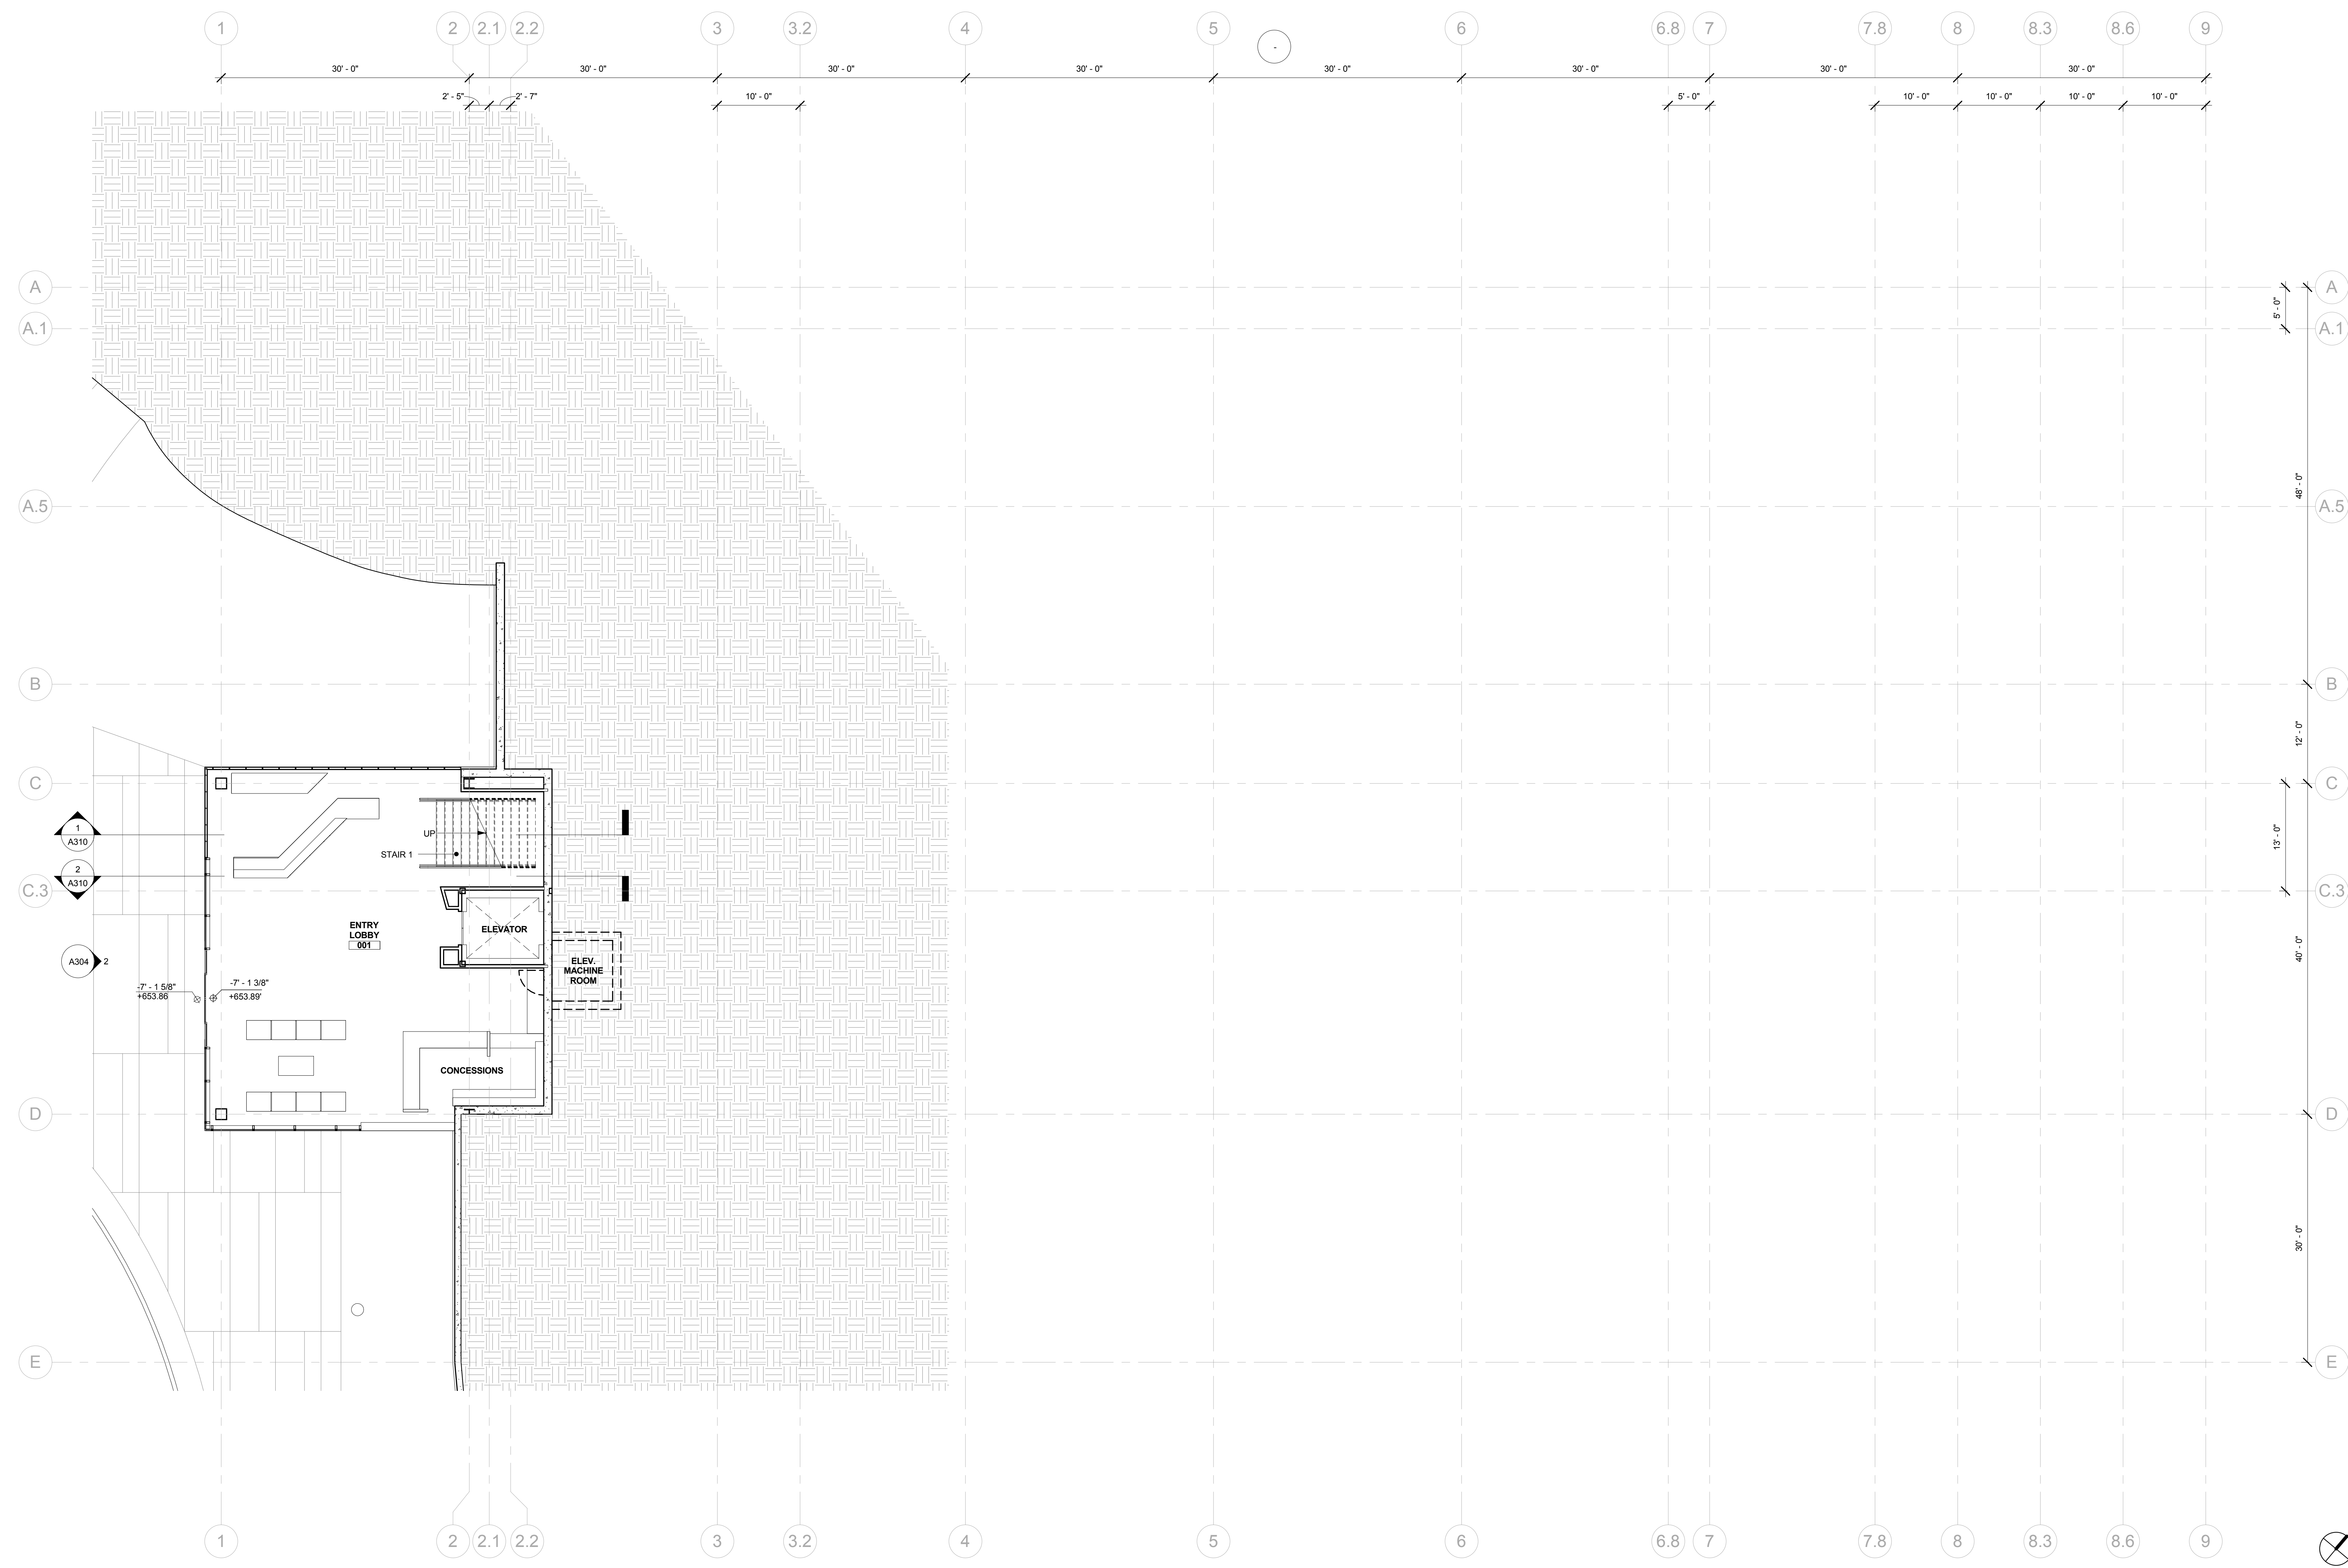 1 2 2.1 2.2 3 3.2 4 5 - 6 6.8 7 7.8 8 8.3 8.6 9
30' - 0" 30' - 0" 30' - 0" 30' - 0" 30' - 0" 30' - 0" 30' - 0" 30' - 0"
2' - 5" 2' - 7" 10' - 0" 5' - 0" 10' - 0" 10' - 0" 10' - 0" 10' - 0"
A A
5' - 0"
A.1 A.1
48' - 0"
A.5 A.5
B B
12' - 0"
C C
1
A310
UP
13' - 0"
STAIR 1
2
A310
C.3 C.3
ENTRY
LOBBY
001
ELEVATOR
40' - 0"
A304 2
ELEV.
MACHINE
ROOM
-7' - 1 5/8"
+653.86
-7' - 1 3/8"
+653.89'
CONCESSIONS
D D
30' - 0"
E E
1 2 2.1 2.2 3 3.2 4 5 6 6.8 7 7.8 8 8.3 8.6 9